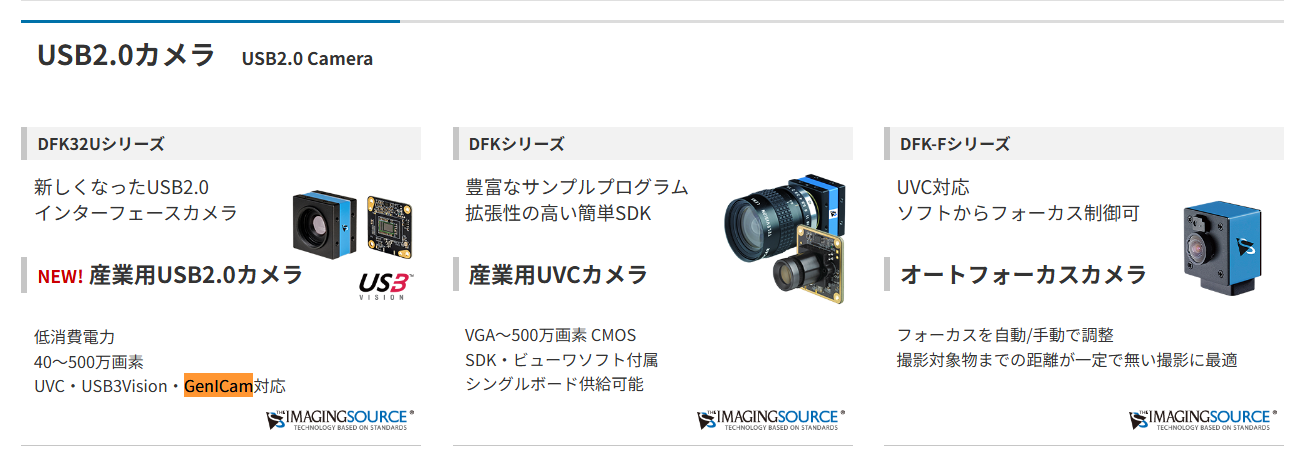 USB2.0カメラ USB2.0 Camera
DFK32Uシリーズ
新しくなったUSB2.0
インターフェースカメラ
NEW! 産業用USB2.0カメラ
USB3™
VISION
低消費電力
40～500万画素
UVC・USB3Vision・GenICam対応
THE IMAGINGSOURCE®
TECHNOLOGY BASED ON STANDARDS
DFKシリーズ
豊富なサンプルプログラム
拡張性の高い簡単SDK
産業用UVCカメラ
VGA～500万画素 CMOS
SDK・ビューワソフト付属
シングルボード供給可能
THE IMAGINGSOURCE®
TECHNOLOGY BASED ON STANDARDS
DFK-Fシリーズ
UVC対応
ソフトからフォーカス制御可
オートフォーカスカメラ
フォーカスを自動/手動で調整
撮影対象物までの距離が一定で無い撮影に最適
THE IMAGINGSOURCE®
TECHNOLOGY BASED ON STANDARDS